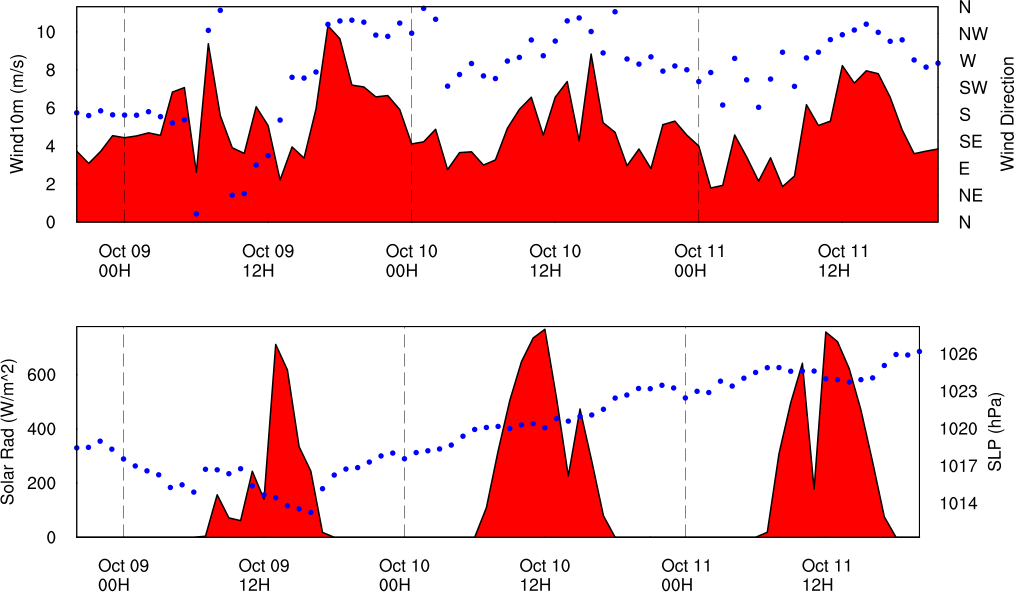 Wind10m (m/s)
10
8
6
4
2
0
N
NW
W
SW
S
SE
E
NE
N
Wind Direction
Oct 09 00H
Oct 09 12H
Oct 10 00H
Oct 10 12H
Oct 11 00H
Oct 11 12H
Solar Rad (W/m^2)
600
400
200
0
1026
1023
1020
1017
1014
SLP (hPa)
Oct 09 00H
Oct 09 12H
Oct 10 00H
Oct 10 12H
Oct 11 00H
Oct 11 12H